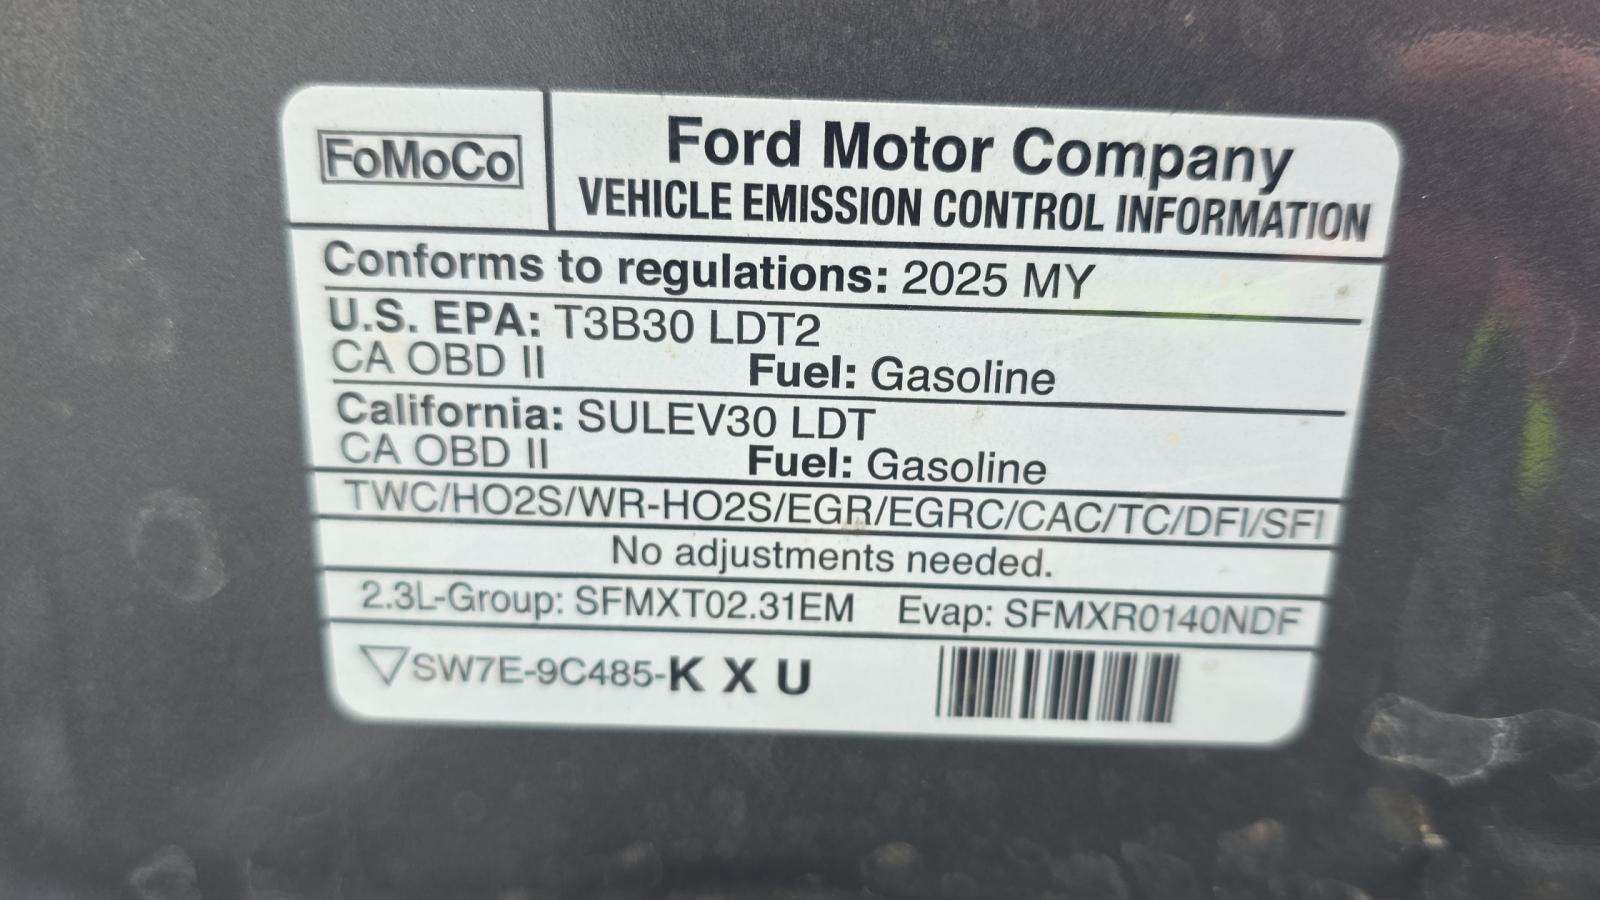 FoMoCo
Ford Motor Company
VEHICLE EMISSION CONTROL INFORMATION
Conforms to regulations: 2025 MY
U.S. EPA: T3B30 LDT2
CA OBD II Fuel: Gasoline
California: SULEV30 LDT
CA OBD II Fuel: Gasoline
TWC/HO2S/WR-HO2S/EGR/EGRC/CAC/TC/DFI/SFI
No adjustments needed.
2.3L-Group: SFMXT02.31EM Evap: SFMXR0140NDF
SW7E-9C485-K X U